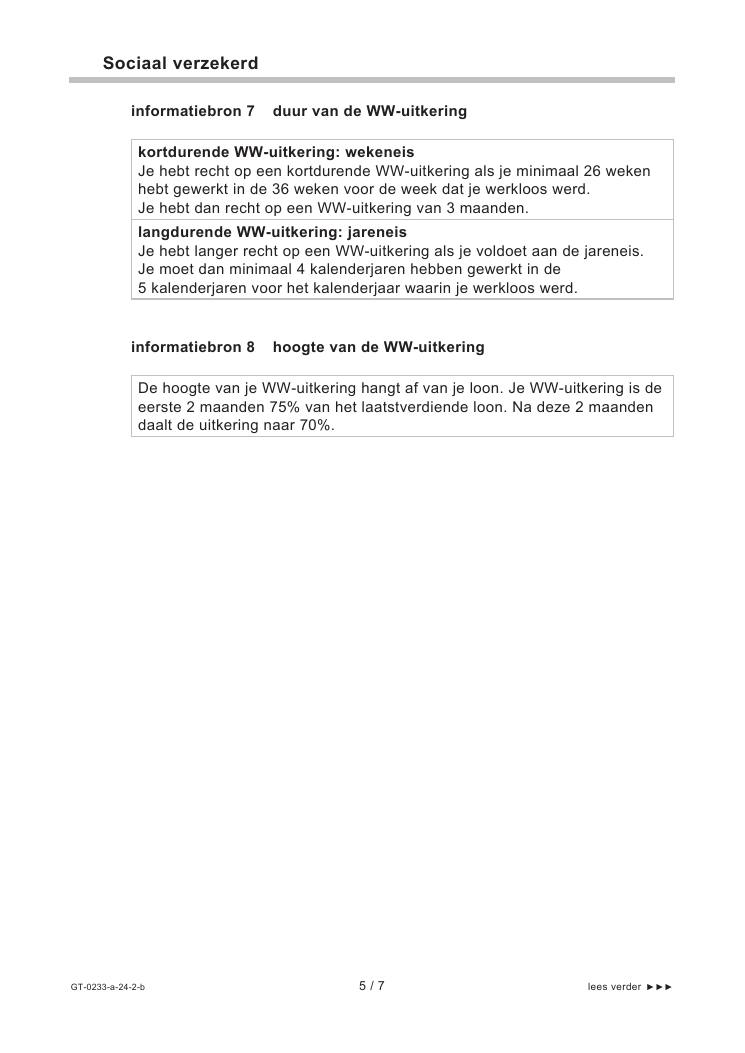 Sociaal verzekerd
informatiebron 7 duur van de WW-uitkering
kortdurende WW-uitkering: wekeneis
Je hebt recht op een kortdurende WW-uitkering als je minimaal 26 weken
hebt gewerkt in de 36 weken voor de week dat je werkloos werd.
Je hebt dan recht op een WW-uitkering van 3 maanden.
langdurende WW-uitkering: jareneis
Je hebt langer recht op een WW-uitkering als je voldoet aan de jareneis.
Je moet dan minimaal 4 kalenderjaren hebben gewerkt in de
5 kalenderjaren voor het kalenderjaar waarin je werkloos werd.
informatiebron 8 hoogte van de WW-uitkering
De hoogte van je WW-uitkering hangt af van je loon. Je WW-uitkering is de
eerste 2 maanden 75% van het laatstverdiende loon. Na deze 2 maanden
daalt de uitkering naar 70%.
GT-0233-a-24-2-b
5 / 7
lees verder ►►►